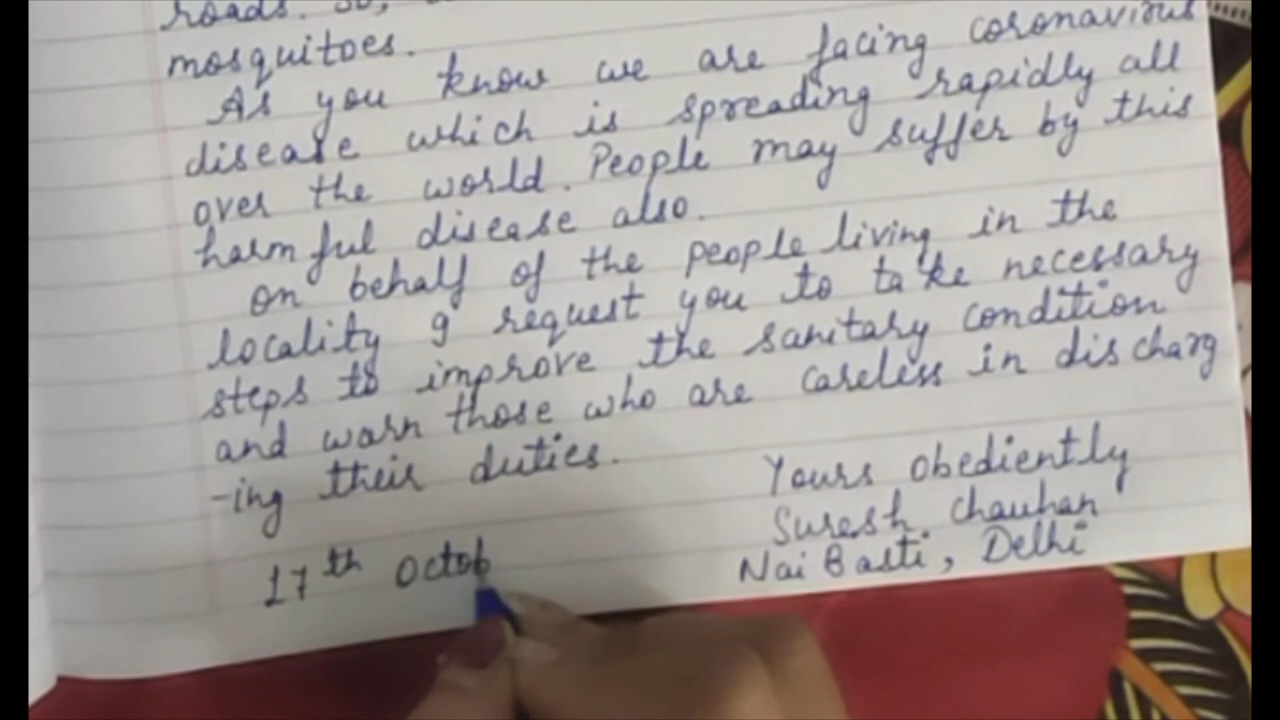 roads. So,
mosquitoes.
As you know we are facing coronavirus
disease which is spreading rapidly all
over the world. People may suffer by this
harmful disease also.
on behalf of the people living in the
locality I request you to take necessary
steps to improve the sanitary condition
and warn those who are careless in discharg
-ing their duties.
Yours obediently
Suresh Chauhan
Nai Basti, Delhi
17th Octob